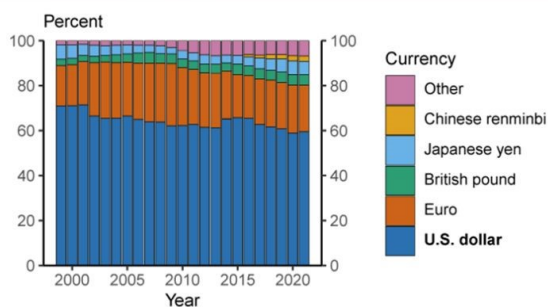 Percent
100
80
60
40
20
0
100
80
60
40
20
0
2000 2005 2010 2015 2020
Year
Currency
Other
Chinese renminbi
Japanese yen
British pound
Euro
U.S. dollar